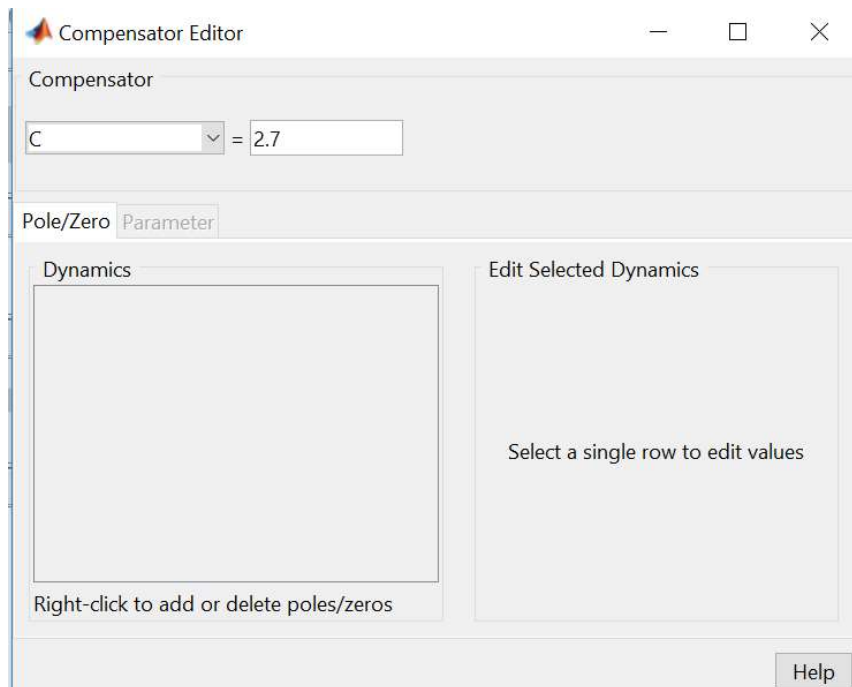 Compensator Editor
Compensator
C = 2.7
Pole/Zero Parameter
Dynamics
Edit Selected Dynamics
Select a single row to edit values
Right-click to add or delete poles/zeros
Help